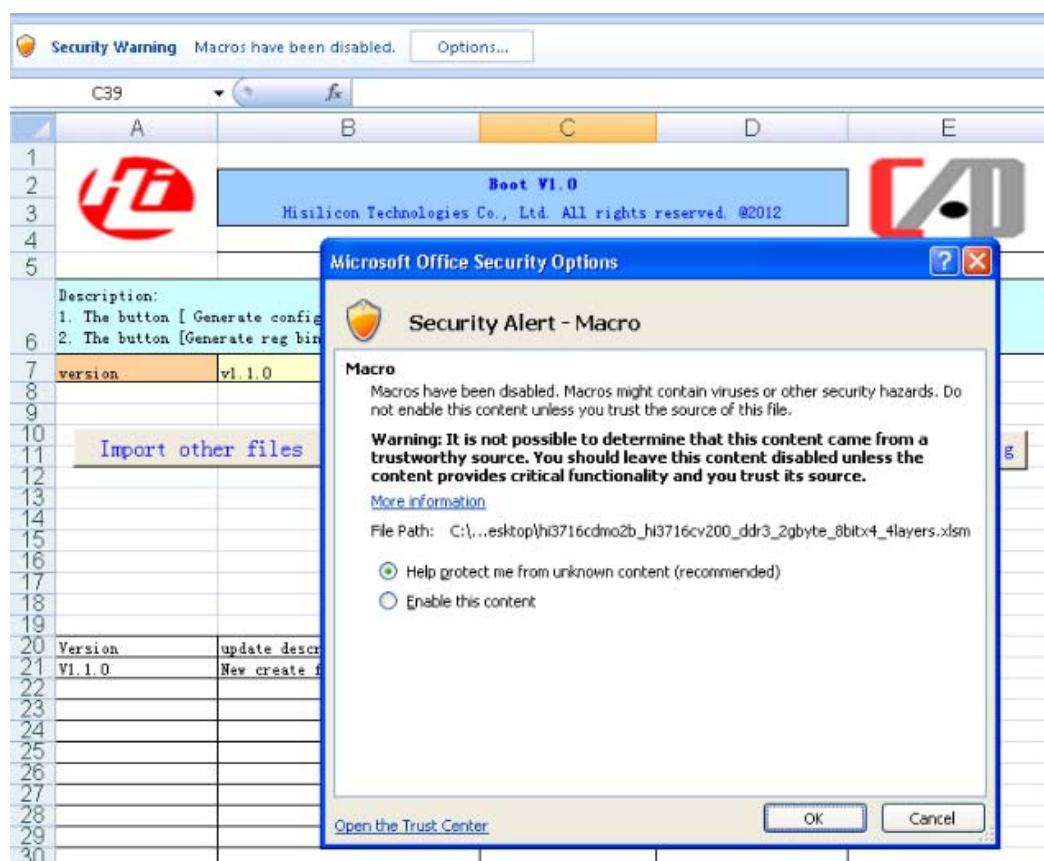 Security Warning Macros have been disabled. Options...
C39 fx
A B C D E
1
2 Boot V1.0
3 Hisilicon Technologies Co., Ltd. All rights reserved. @2012
4
5
Microsoft Office Security Options
Security Alert - Macro
Description:
1. The button [ Generate config
6 2. The button [Generate reg bin
7 version v1.1.0
8
9
10
11 Import other files g
12
13
14
15
16
17
18
19
20 Version update descr
21 V1.1.0 New create f
22
23
24
25
26
27
28
29
30
Macro
Macros have been disabled. Macros might contain viruses or other security hazards. Do
not enable this content unless you trust the source of this file.
Warning: It is not possible to determine that this content came from a
trustworthy source. You should leave this content disabled unless the
content provides critical functionality and you trust its source.
More information
File Path: C:\...esktop\hi3716cdmo2b_hi3716cv200_ddr3_2gbyte_8bitx4_4layers.xlsm
Help protect me from unknown content (recommended)
Enable this content
Open the Trust Center OK Cancel